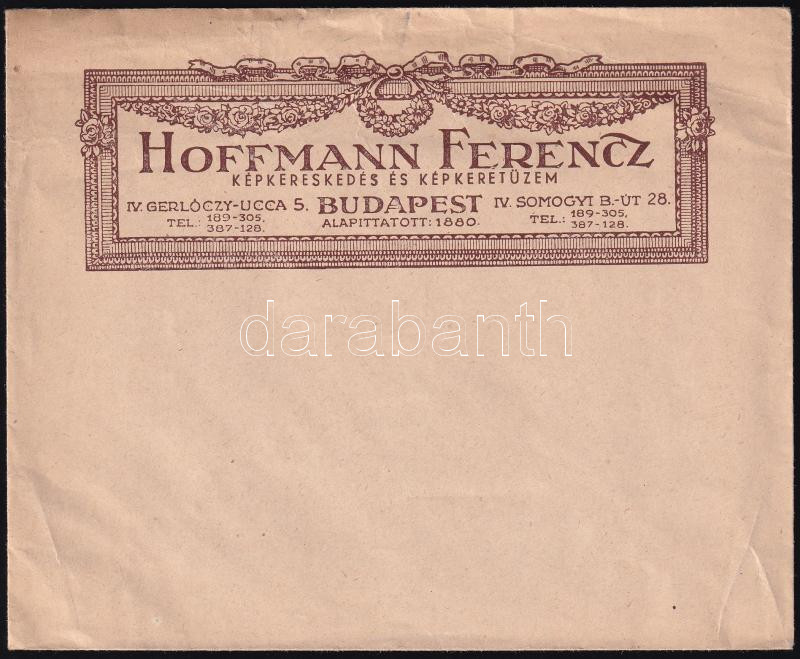 HOFFMANN FERENCZ
KÉPKERESKEDÉS ÉS KÉPKERETÜZEM
IV. GERLÓCZY-UCCA 5. BUDAPEST IV. SOMOGYI B.-ÚT 28.
TEL.: 189-305, 387-128. ALAPITTATOTT: 1880. TEL.: 189-305, 387-128.
darabanth